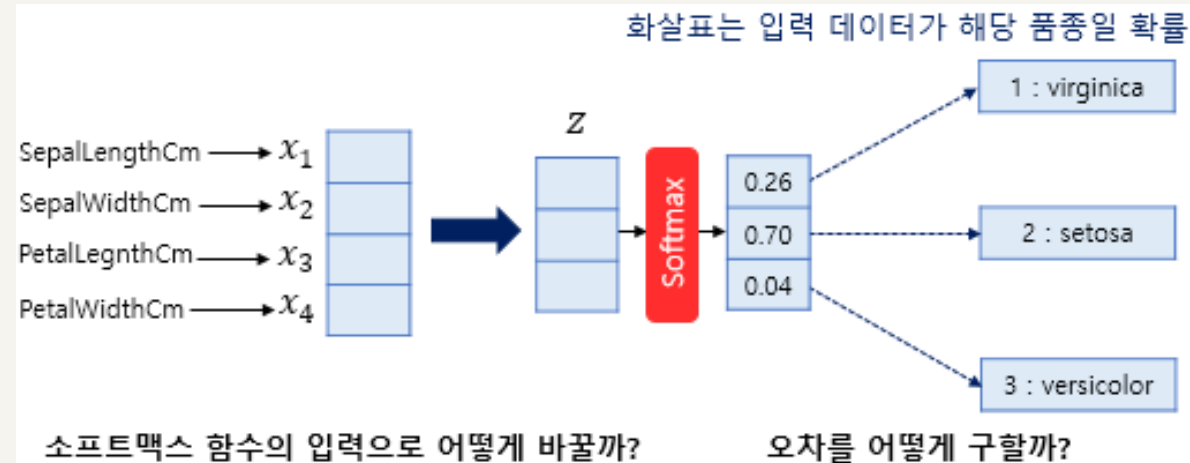 화살표는 입력 데이터가 해당 품종일 확률
SepalLengthCm x₁
SepalWidthCm x₂
PetalLegnthCm x₃
PetalWidthCm x₄
z
Softmax
0.26
0.70
0.04
1 : virginica
2 : setosa
3 : versicolor
소프트맥스 함수의 입력으로 어떻게 바꿀까?
오차를 어떻게 구할까?